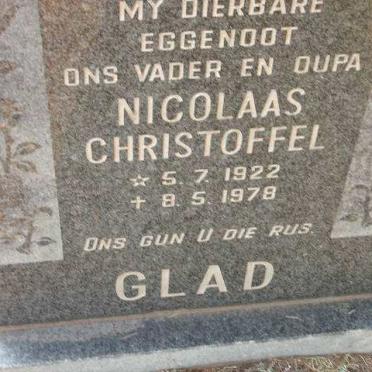 MY DIERBARE
EGGENOOT
ONS VADER EN OUPA
NICOLAAS
CHRISTOFFEL
☆ 5.7.1922
+ 8.5.1978
ONS GUN U DIE RUS.
GLAD